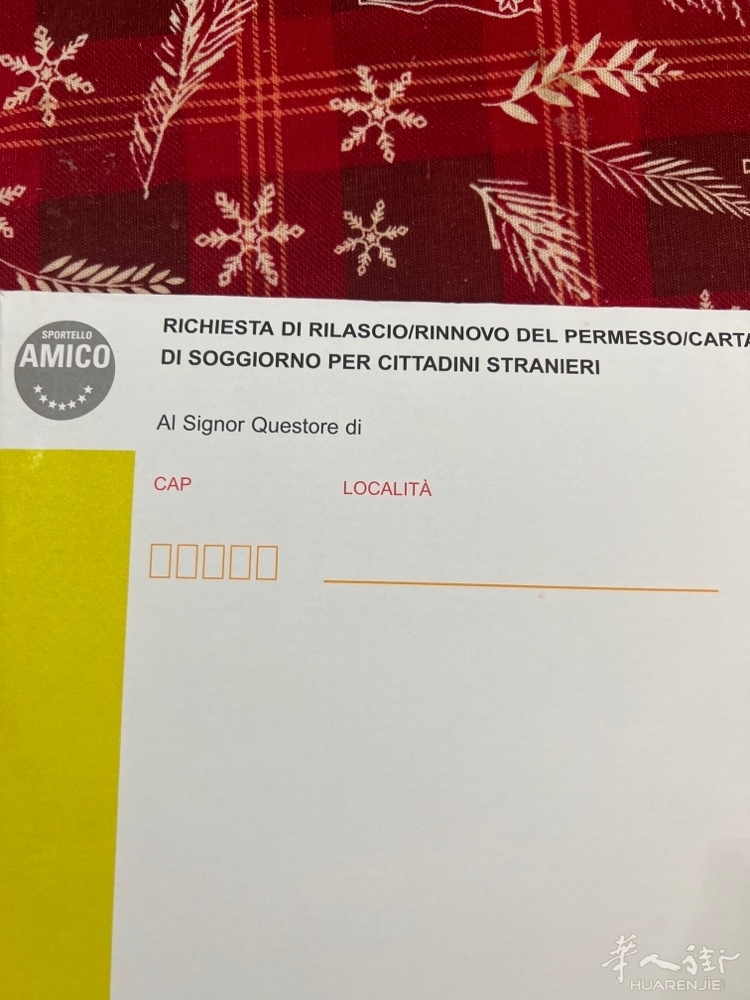 SPORTELLO
AMICO
RICHIESTA DI RILASCIO/RINNOVO DEL PERMESSO/CARTA
DI SOGGIORNO PER CITTADINI STRANIERI
Al Signor Questore di
CAP
LOCALITÀ
华人街
HUARENJIE